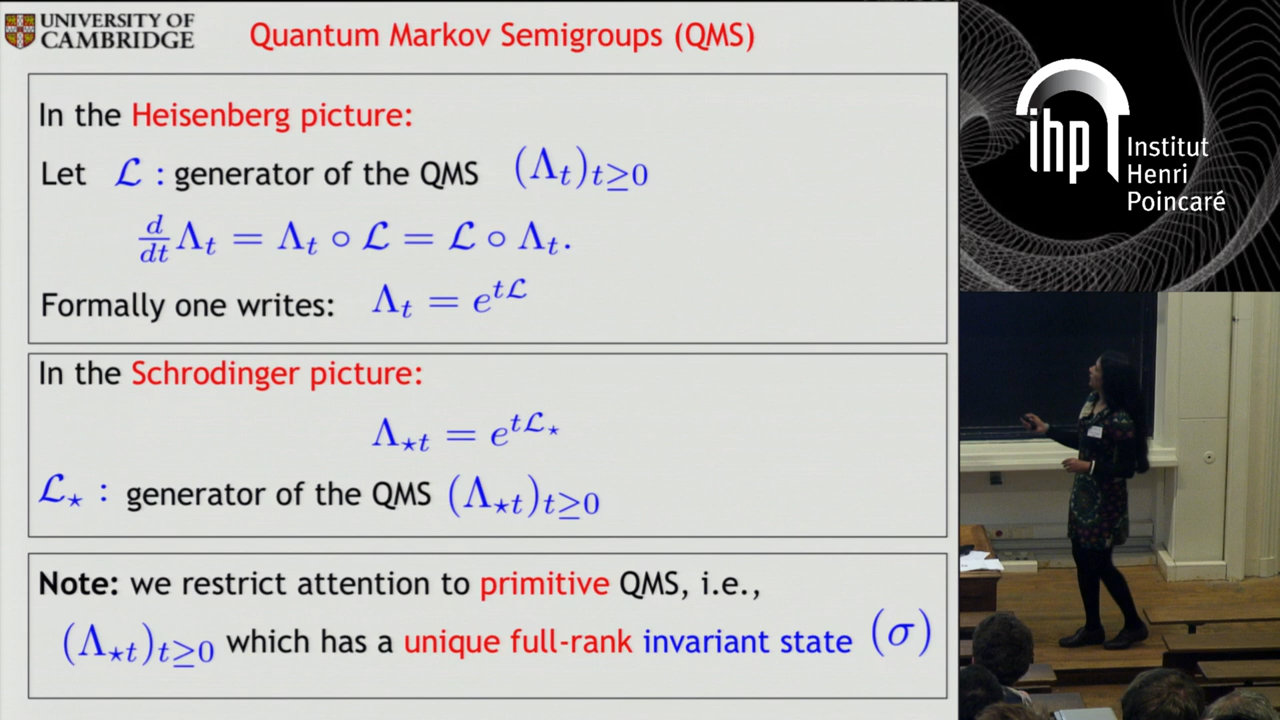 UNIVERSITY OF
CAMBRIDGE
Quantum Markov Semigroups (QMS)
In the Heisenberg picture:
Let ℒ : generator of the QMS (Λ_t)_{t≥0}
d/dt Λ_t = Λ_t ∘ ℒ = ℒ ∘ Λ_t.
Formally one writes: Λ_t = e^{tℒ}
In the Schrodinger picture:
Λ_{⋆t} = e^{tℒ_⋆}
ℒ_⋆ : generator of the QMS (Λ_{⋆t})_{t≥0}
Note: we restrict attention to primitive QMS, i.e.,
(Λ_{⋆t})_{t≥0} which has a unique full-rank invariant state (σ)
ihp
Institut
Henri
Poincaré